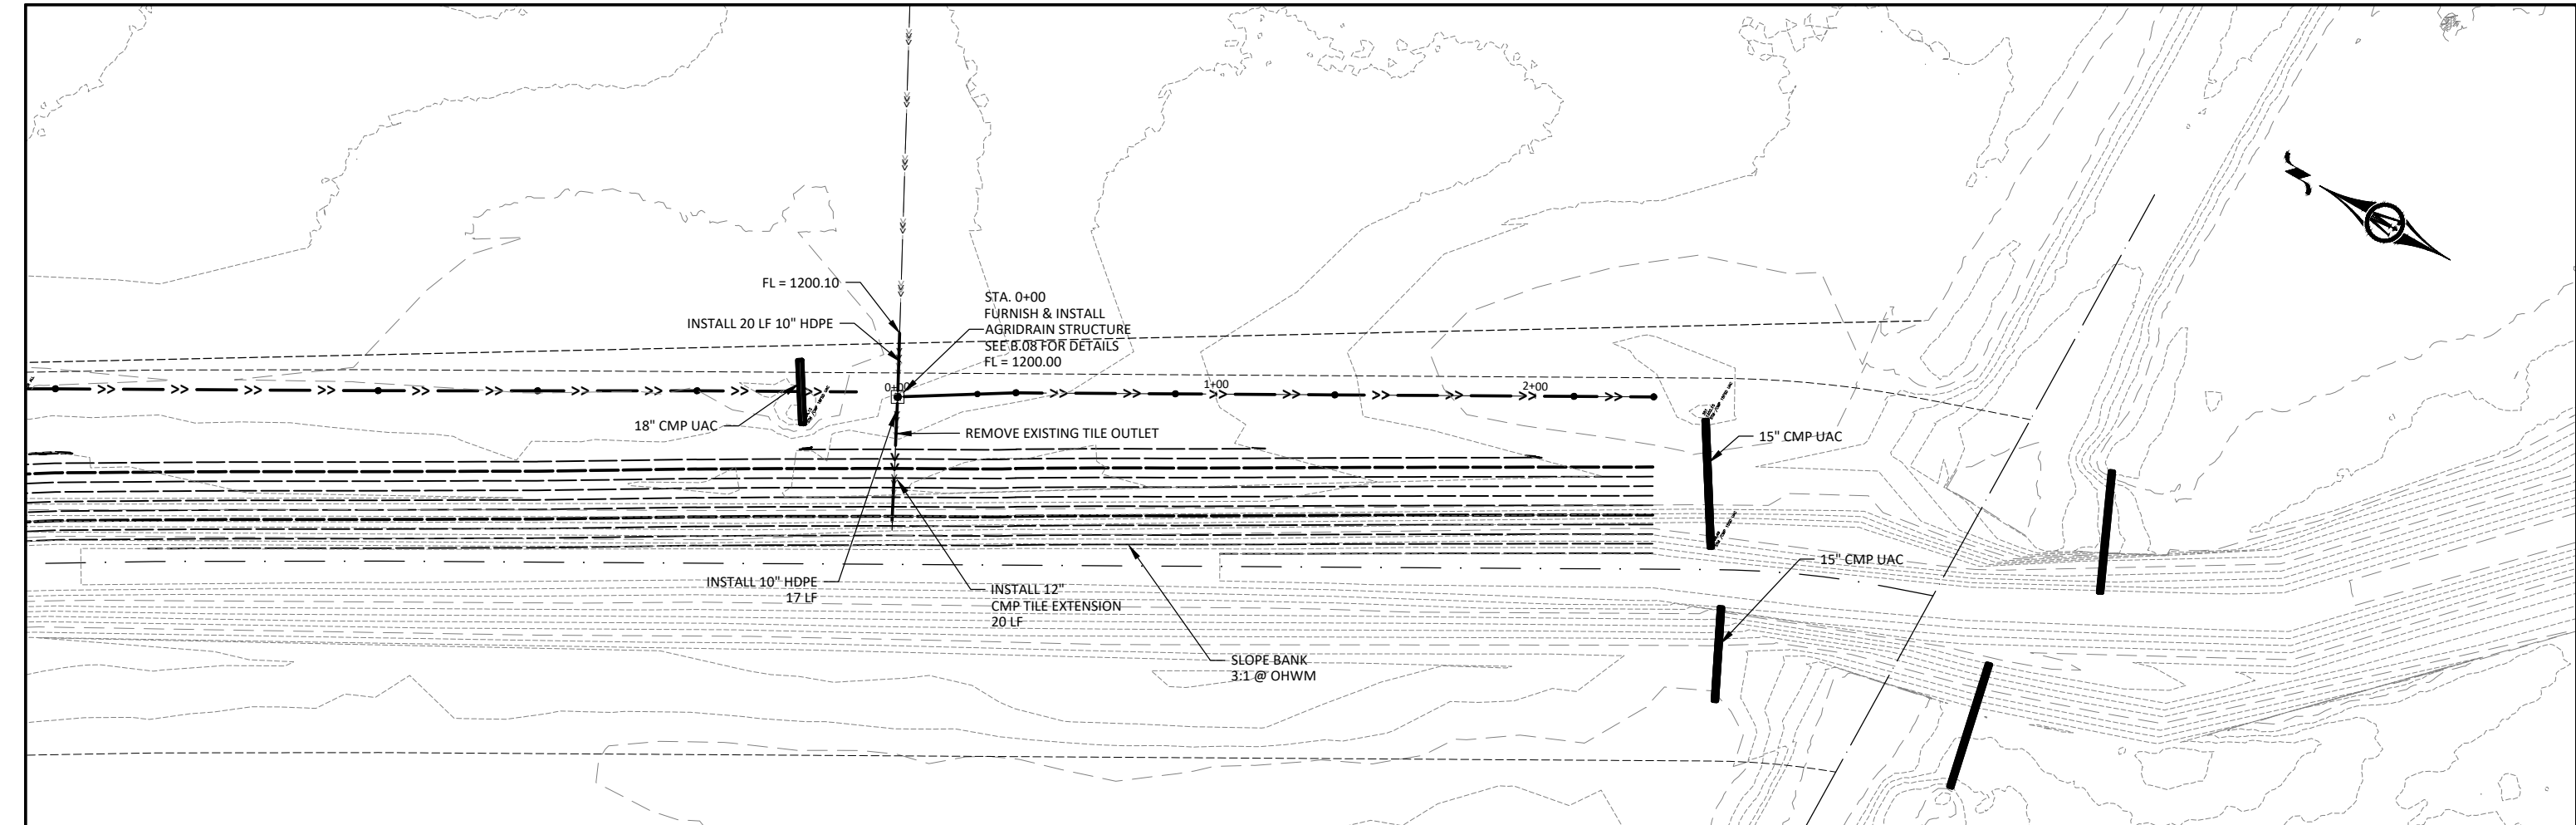 FL = 1200.10
INSTALL 20 LF 10" HDPE
STA. 0+00
FURNISH & INSTALL
AGRIDRAIN STRUCTURE
SEE B.08 FOR DETAILS
FL = 1200.00
0+00
1+00
2+00
18" CMP UAC
REMOVE EXISTING TILE OUTLET
15" CMP UAC
15" CMP UAC
INSTALL 10" HDPE
17 LF
INSTALL 12"
CMP TILE EXTENSION
20 LF
SLOPE BANK
3:1 @ OHWM